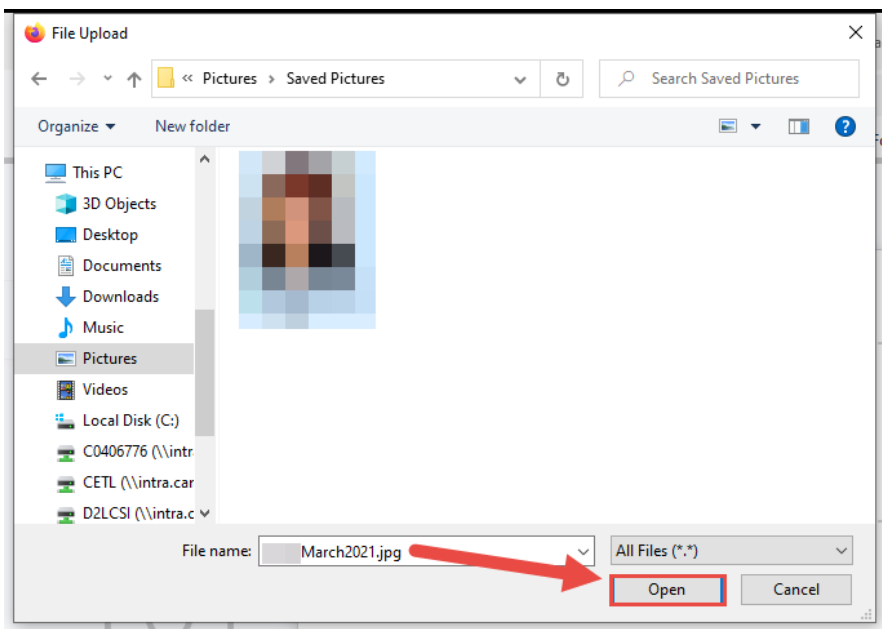 File Upload
« Pictures > Saved Pictures
Search Saved Pictures
Organize
New folder
This PC
3D Objects
Desktop
Documents
Downloads
Music
Pictures
Videos
Local Disk (C:)
C0406776 (\\intr
CETL (\\intra.car
D2LCSI (\\intra.c
File name: March2021.jpg
All Files (*.*)
Open
Cancel